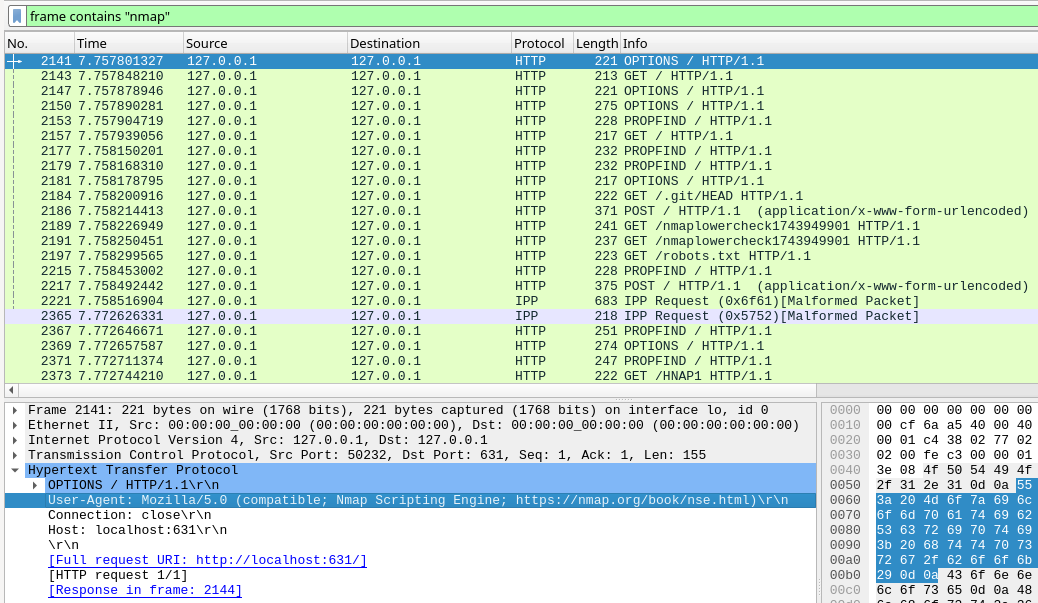 frame contains "nmap"
No. Time Source Destination Protocol Length Info
2141 7.757801327 127.0.0.1 127.0.0.1 HTTP 221 OPTIONS / HTTP/1.1
2143 7.757848210 127.0.0.1 127.0.0.1 HTTP 213 GET / HTTP/1.1
2147 7.757878946 127.0.0.1 127.0.0.1 HTTP 221 OPTIONS / HTTP/1.1
2150 7.757890281 127.0.0.1 127.0.0.1 HTTP 275 OPTIONS / HTTP/1.1
2153 7.757904719 127.0.0.1 127.0.0.1 HTTP 228 PROPFIND / HTTP/1.1
2157 7.757939056 127.0.0.1 127.0.0.1 HTTP 217 GET / HTTP/1.1
2177 7.758150201 127.0.0.1 127.0.0.1 HTTP 232 PROPFIND / HTTP/1.1
2179 7.758168310 127.0.0.1 127.0.0.1 HTTP 232 PROPFIND / HTTP/1.1
2181 7.758178795 127.0.0.1 127.0.0.1 HTTP 217 OPTIONS / HTTP/1.1
2184 7.758200916 127.0.0.1 127.0.0.1 HTTP 222 GET /.git/HEAD HTTP/1.1
2186 7.758214413 127.0.0.1 127.0.0.1 HTTP 371 POST / HTTP/1.1  (application/x-www-form-urlencoded)
2189 7.758226949 127.0.0.1 127.0.0.1 HTTP 241 GET /nmaplowercheck1743949901 HTTP/1.1
2191 7.758250451 127.0.0.1 127.0.0.1 HTTP 237 GET /nmaplowercheck1743949901 HTTP/1.1
2197 7.758299565 127.0.0.1 127.0.0.1 HTTP 223 GET /robots.txt HTTP/1.1
2215 7.758453002 127.0.0.1 127.0.0.1 HTTP 228 PROPFIND / HTTP/1.1
2217 7.758492442 127.0.0.1 127.0.0.1 HTTP 375 POST / HTTP/1.1  (application/x-www-form-urlencoded)
2221 7.758516904 127.0.0.1 127.0.0.1 IPP 683 IPP Request (0x6f61)[Malformed Packet]
2365 7.772626331 127.0.0.1 127.0.0.1 IPP 218 IPP Request (0x5752)[Malformed Packet]
2367 7.772646671 127.0.0.1 127.0.0.1 HTTP 251 PROPFIND / HTTP/1.1
2369 7.772657587 127.0.0.1 127.0.0.1 HTTP 274 OPTIONS / HTTP/1.1
2371 7.772711374 127.0.0.1 127.0.0.1 HTTP 247 PROPFIND / HTTP/1.1
2373 7.772744210 127.0.0.1 127.0.0.1 HTTP 222 GET /HNAP1 HTTP/1.1
Frame 2141: 221 bytes on wire (1768 bits), 221 bytes captured (1768 bits) on interface lo, id 0
Ethernet II, Src: 00:00:00_00:00:00 (00:00:00:00:00:00), Dst: 00:00:00_00:00:00 (00:00:00:00:00:00)
Internet Protocol Version 4, Src: 127.0.0.1, Dst: 127.0.0.1
Transmission Control Protocol, Src Port: 50232, Dst Port: 631, Seq: 1, Ack: 1, Len: 155
Hypertext Transfer Protocol
OPTIONS / HTTP/1.1\r\n
User-Agent: Mozilla/5.0 (compatible; Nmap Scripting Engine; https://nmap.org/book/nse.html)\r\n
Connection: close\r\n
Host: localhost:631\r\n
\r\n
[Full request URI: http://localhost:631/]
[HTTP request 1/1]
[Response in frame: 2144]
0000 00 00 00 00 00 00 00
0010 00 cf 6a a5 40 00 40
0020 00 01 c4 38 02 77 02
0030 02 00 fe c3 00 00 01
0040 3e 08 4f 50 54 49 4f
0050 2f 31 2e 31 0d 0a 55
0060 3a 20 4d 6f 7a 69 6c
0070 6f 6d 70 61 74 69 62
0080 53 63 72 69 70 74 69
0090 3b 20 68 74 74 70 73
00a0 72 67 2f 62 6f 6f 6b
00b0 29 0d 0a 43 6f 6e 6e
00c0 6c 6f 73 65 0d 0a 48